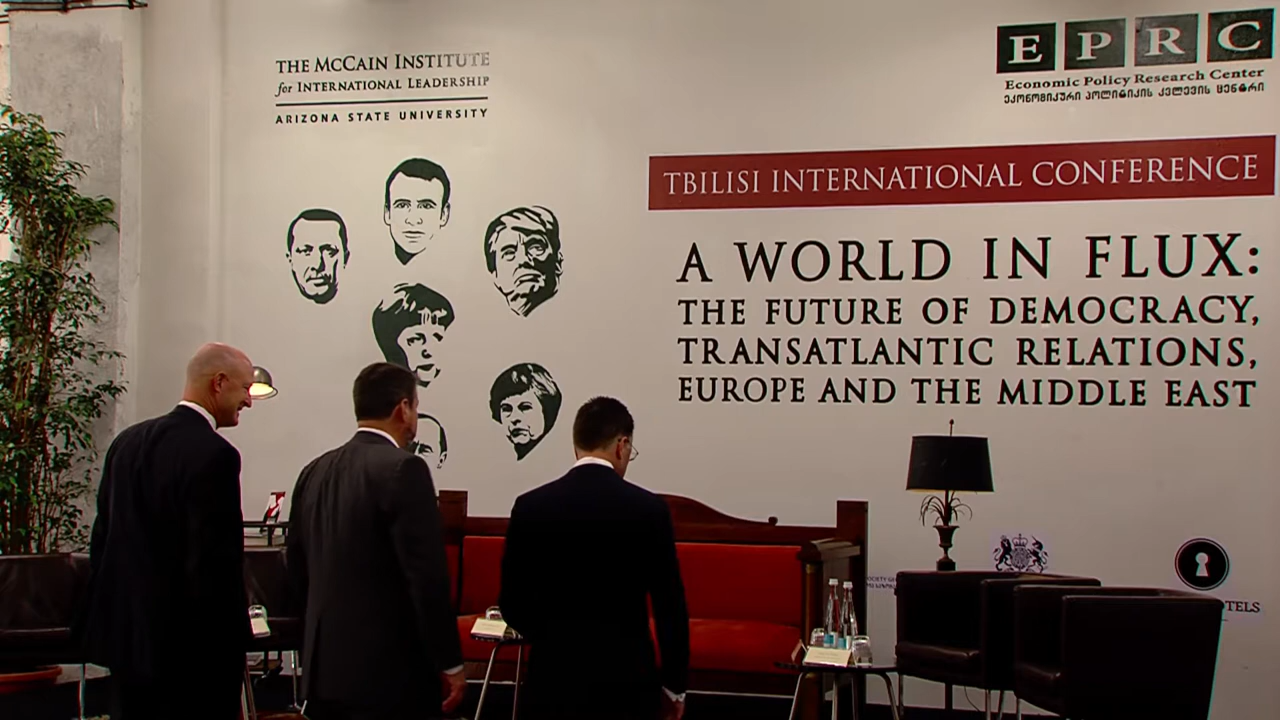 THE MCCAIN INSTITUTE
for INTERNATIONAL LEADERSHIP
ARIZONA STATE UNIVERSITY
EPRC
Economic Policy Research Center
ეკონომიკური პოლიტიკის კვლევის ცენტრი
TBILISI INTERNATIONAL CONFERENCE
A WORLD IN FLUX:
THE FUTURE OF DEMOCRACY,
TRANSATLANTIC RELATIONS,
EUROPE AND THE MIDDLE EAST